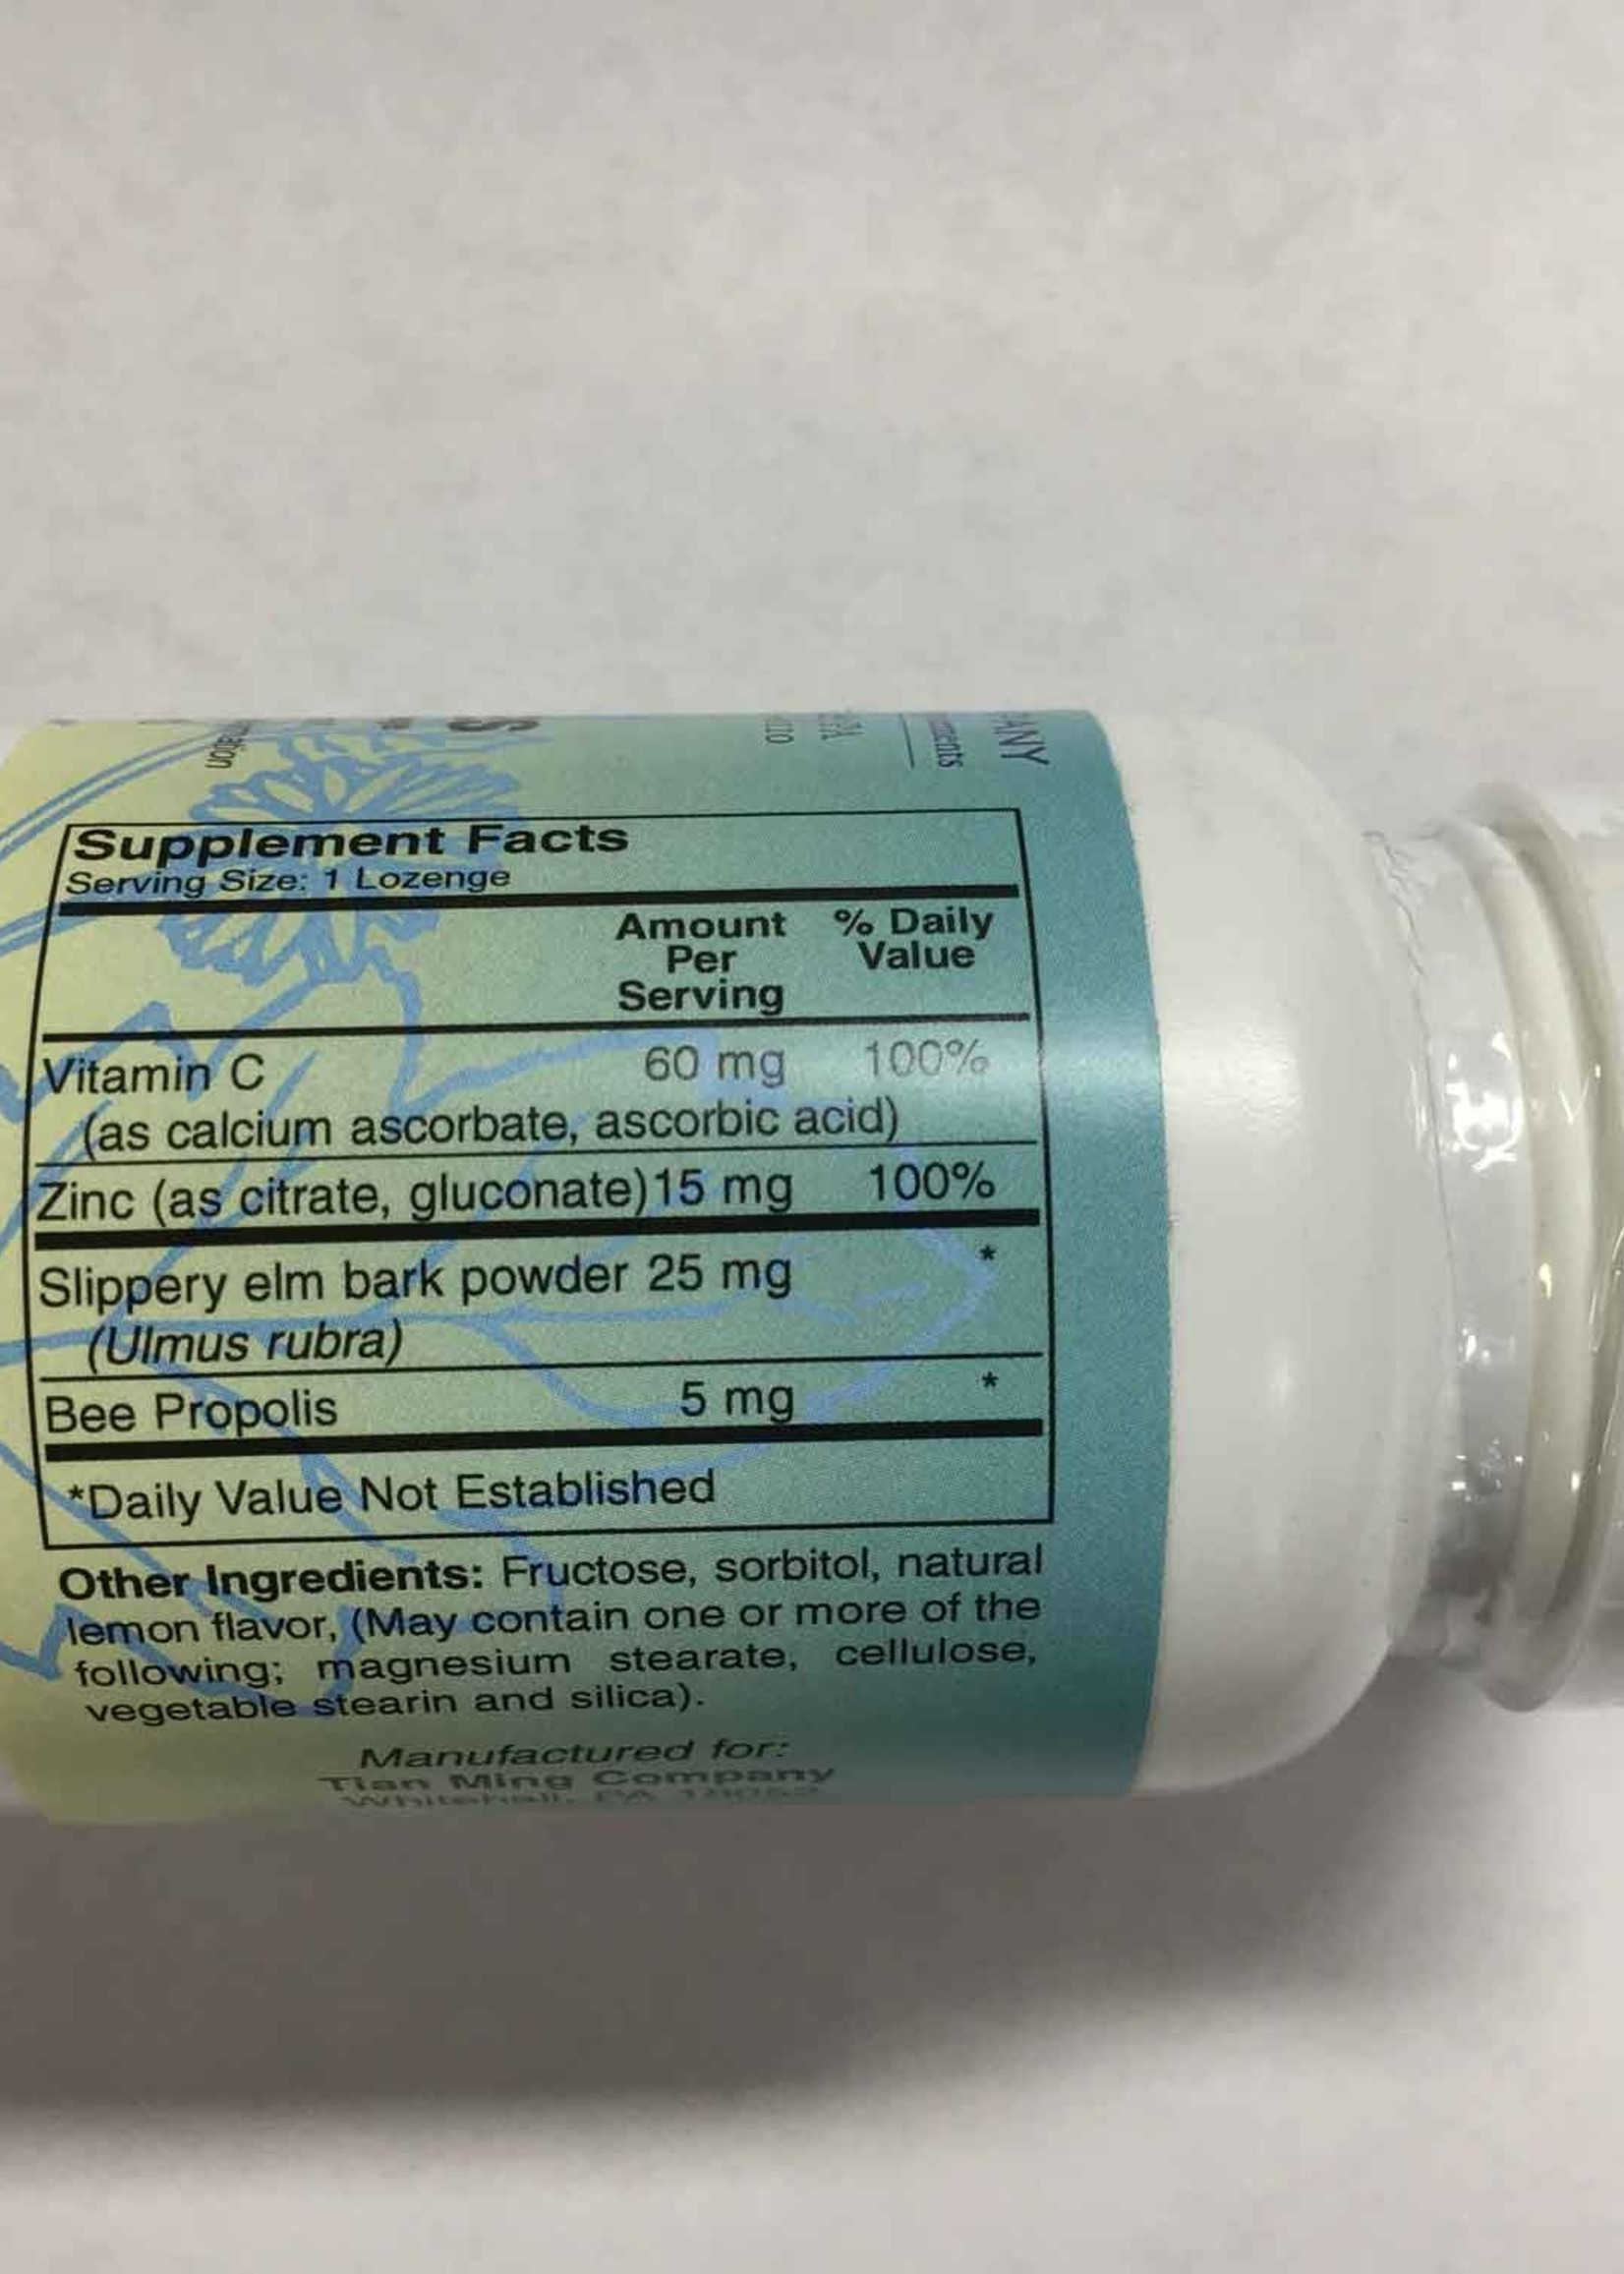 Supplement Facts
Serving Size: 1 Lozenge
Amount Per Serving % Daily Value
Vitamin C 60 mg 100%
(as calcium ascorbate, ascorbic acid)
Zinc (as citrate, gluconate) 15 mg 100%
Slippery elm bark powder 25 mg *
(Ulmus rubra)
Bee Propolis 5 mg *
*Daily Value Not Established
Other Ingredients: Fructose, sorbitol, natural
lemon flavor, (May contain one or more of the
following; magnesium stearate, cellulose,
vegetable stearin and silica).
Manufactured for:
Tian Ming Company
Whitehall, PA 18052